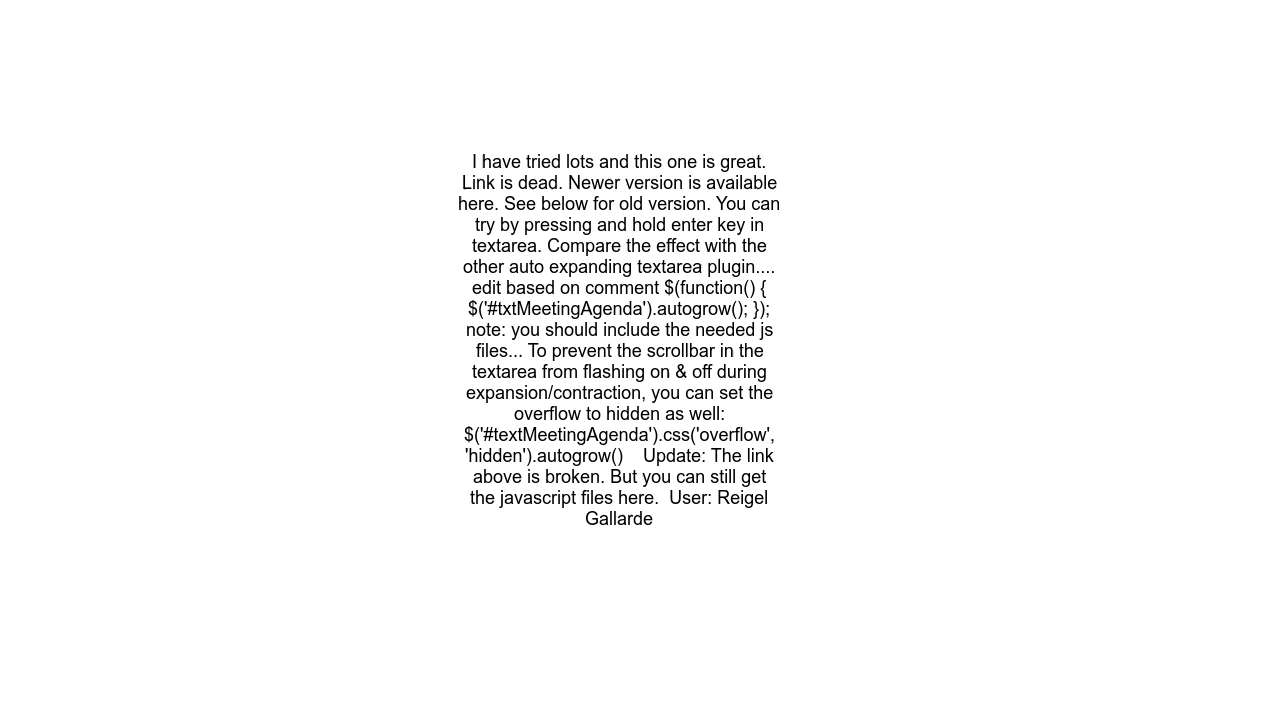 I have tried lots and this one is great.
Link is dead. Newer version is available
here. See below for old version. You can
try by pressing and hold enter key in
textarea. Compare the effect with the
other auto expanding textarea plugin....
edit based on comment $(function() {
$('#txtMeetingAgenda').autogrow(); });
note: you should include the needed js
files... To prevent the scrollbar in the
textarea from flashing on & off during
expansion/contraction, you can set the
overflow to hidden as well:
$('#textMeetingAgenda').css('overflow',
'hidden').autogrow()    Update: The link
above is broken. But you can still get
the javascript files here.  User: Reigel
Gallarde